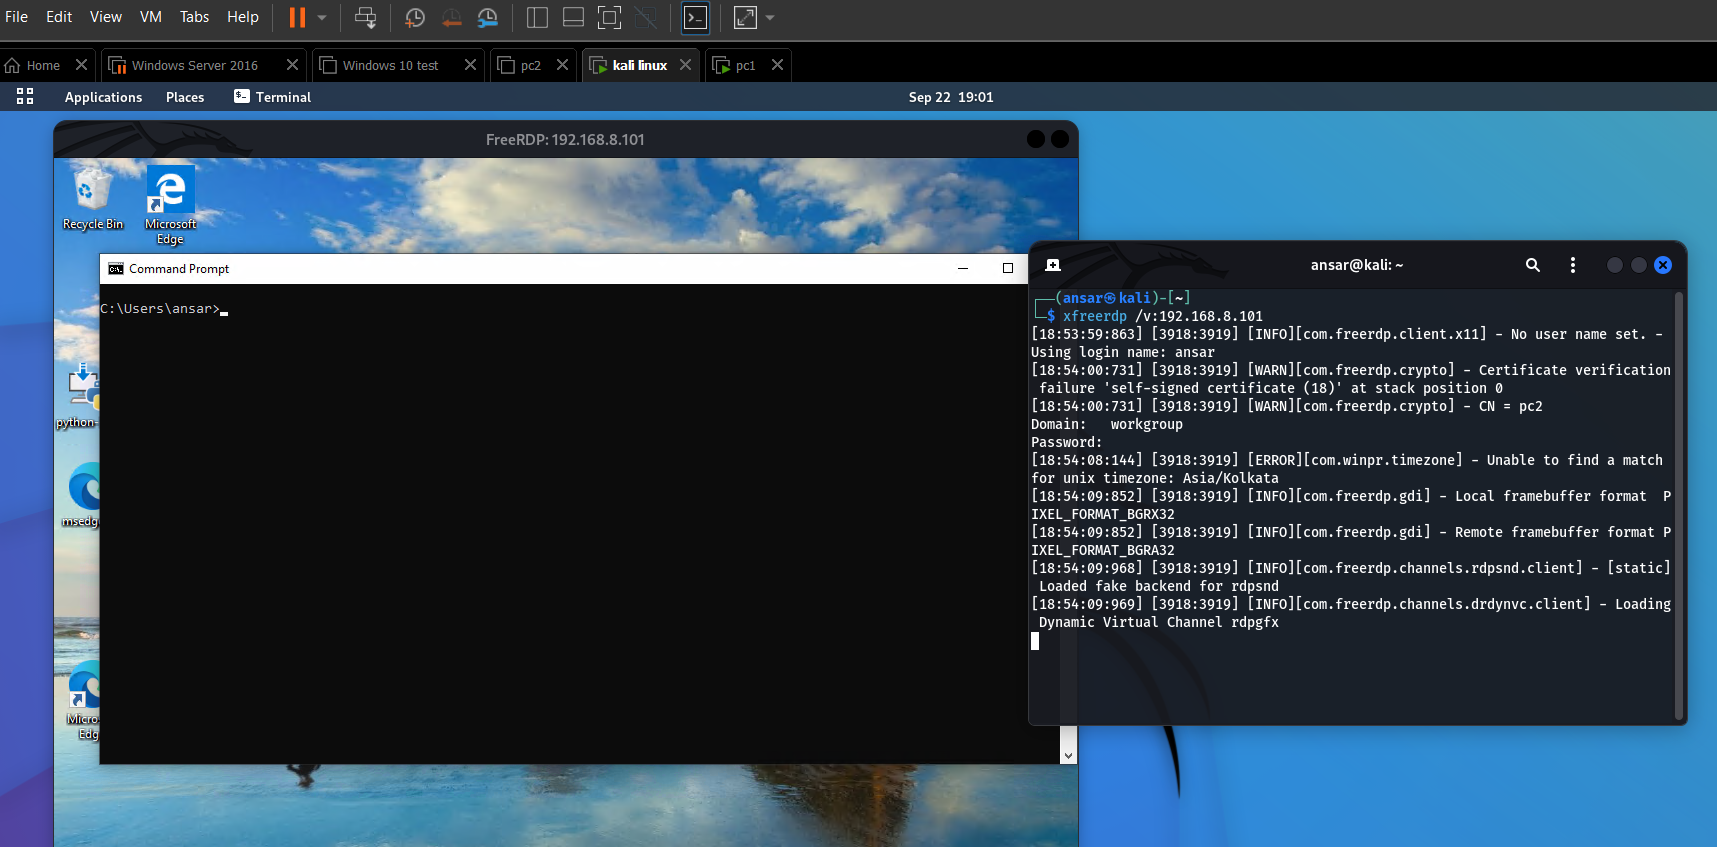 File Edit View VM Tabs Help
Home Windows Server 2016 Windows 10 test pc2 kali linux pc1
Applications Places Terminal Sep 22 19:01
FreeRDP: 192.168.8.101
Recycle Bin
Microsoft
Edge
Command Prompt
C:\Users\ansar>
python-
msedg
Micro
Edg
ansar@kali: ~
(ansar㉿kali)-[~]
$ xfreerdp /v:192.168.8.101
[18:53:59:863] [3918:3919] [INFO][com.freerdp.client.x11] - No user name set. -
Using login name: ansar
[18:54:00:731] [3918:3919] [WARN][com.freerdp.crypto] - Certificate verification
failure 'self-signed certificate (18)' at stack position 0
[18:54:00:731] [3918:3919] [WARN][com.freerdp.crypto] - CN = pc2
Domain:   workgroup
Password:
[18:54:08:144] [3918:3919] [ERROR][com.winpr.timezone] - Unable to find a match
for unix timezone: Asia/Kolkata
[18:54:09:852] [3918:3919] [INFO][com.freerdp.gdi] - Local framebuffer format  P
IXEL_FORMAT_BGRX32
[18:54:09:852] [3918:3919] [INFO][com.freerdp.gdi] - Remote framebuffer format P
IXEL_FORMAT_BGRA32
[18:54:09:968] [3918:3919] [INFO][com.freerdp.channels.rdpsnd.client] - [static]
Loaded fake backend for rdpsnd
[18:54:09:969] [3918:3919] [INFO][com.freerdp.channels.drdynvc.client] - Loading
Dynamic Virtual Channel rdpgfx